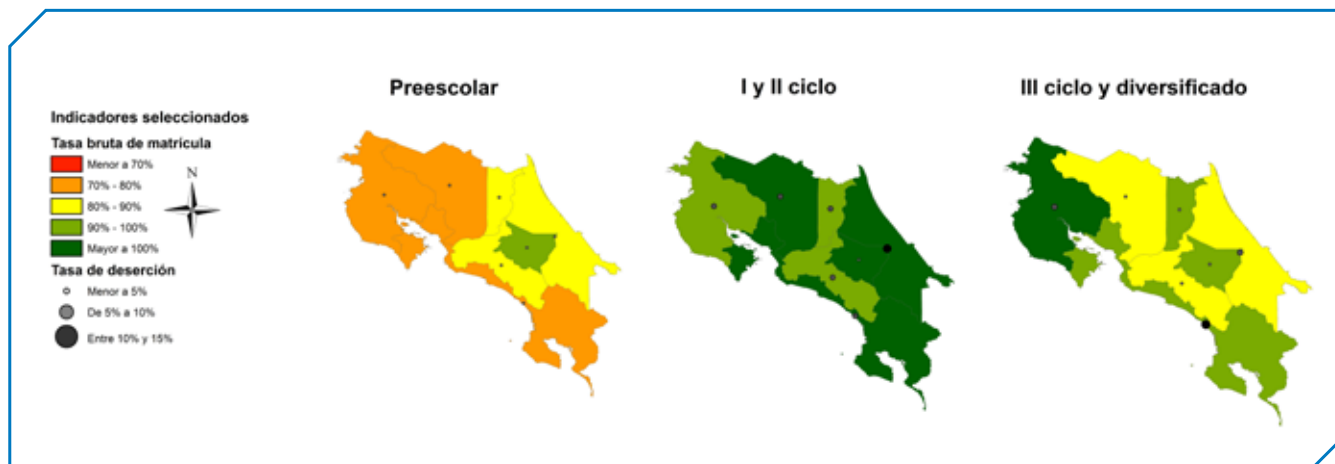 Preescolar
I y II ciclo
III ciclo y diversificado
Indicadores seleccionados
Tasa bruta de matrícula
Menor a 70%
70% - 80%
80% - 90%
90% - 100%
Mayor a 100%
N
Tasa de deserción
Menor a 5%
De 5% a 10%
Entre 10% y 15%